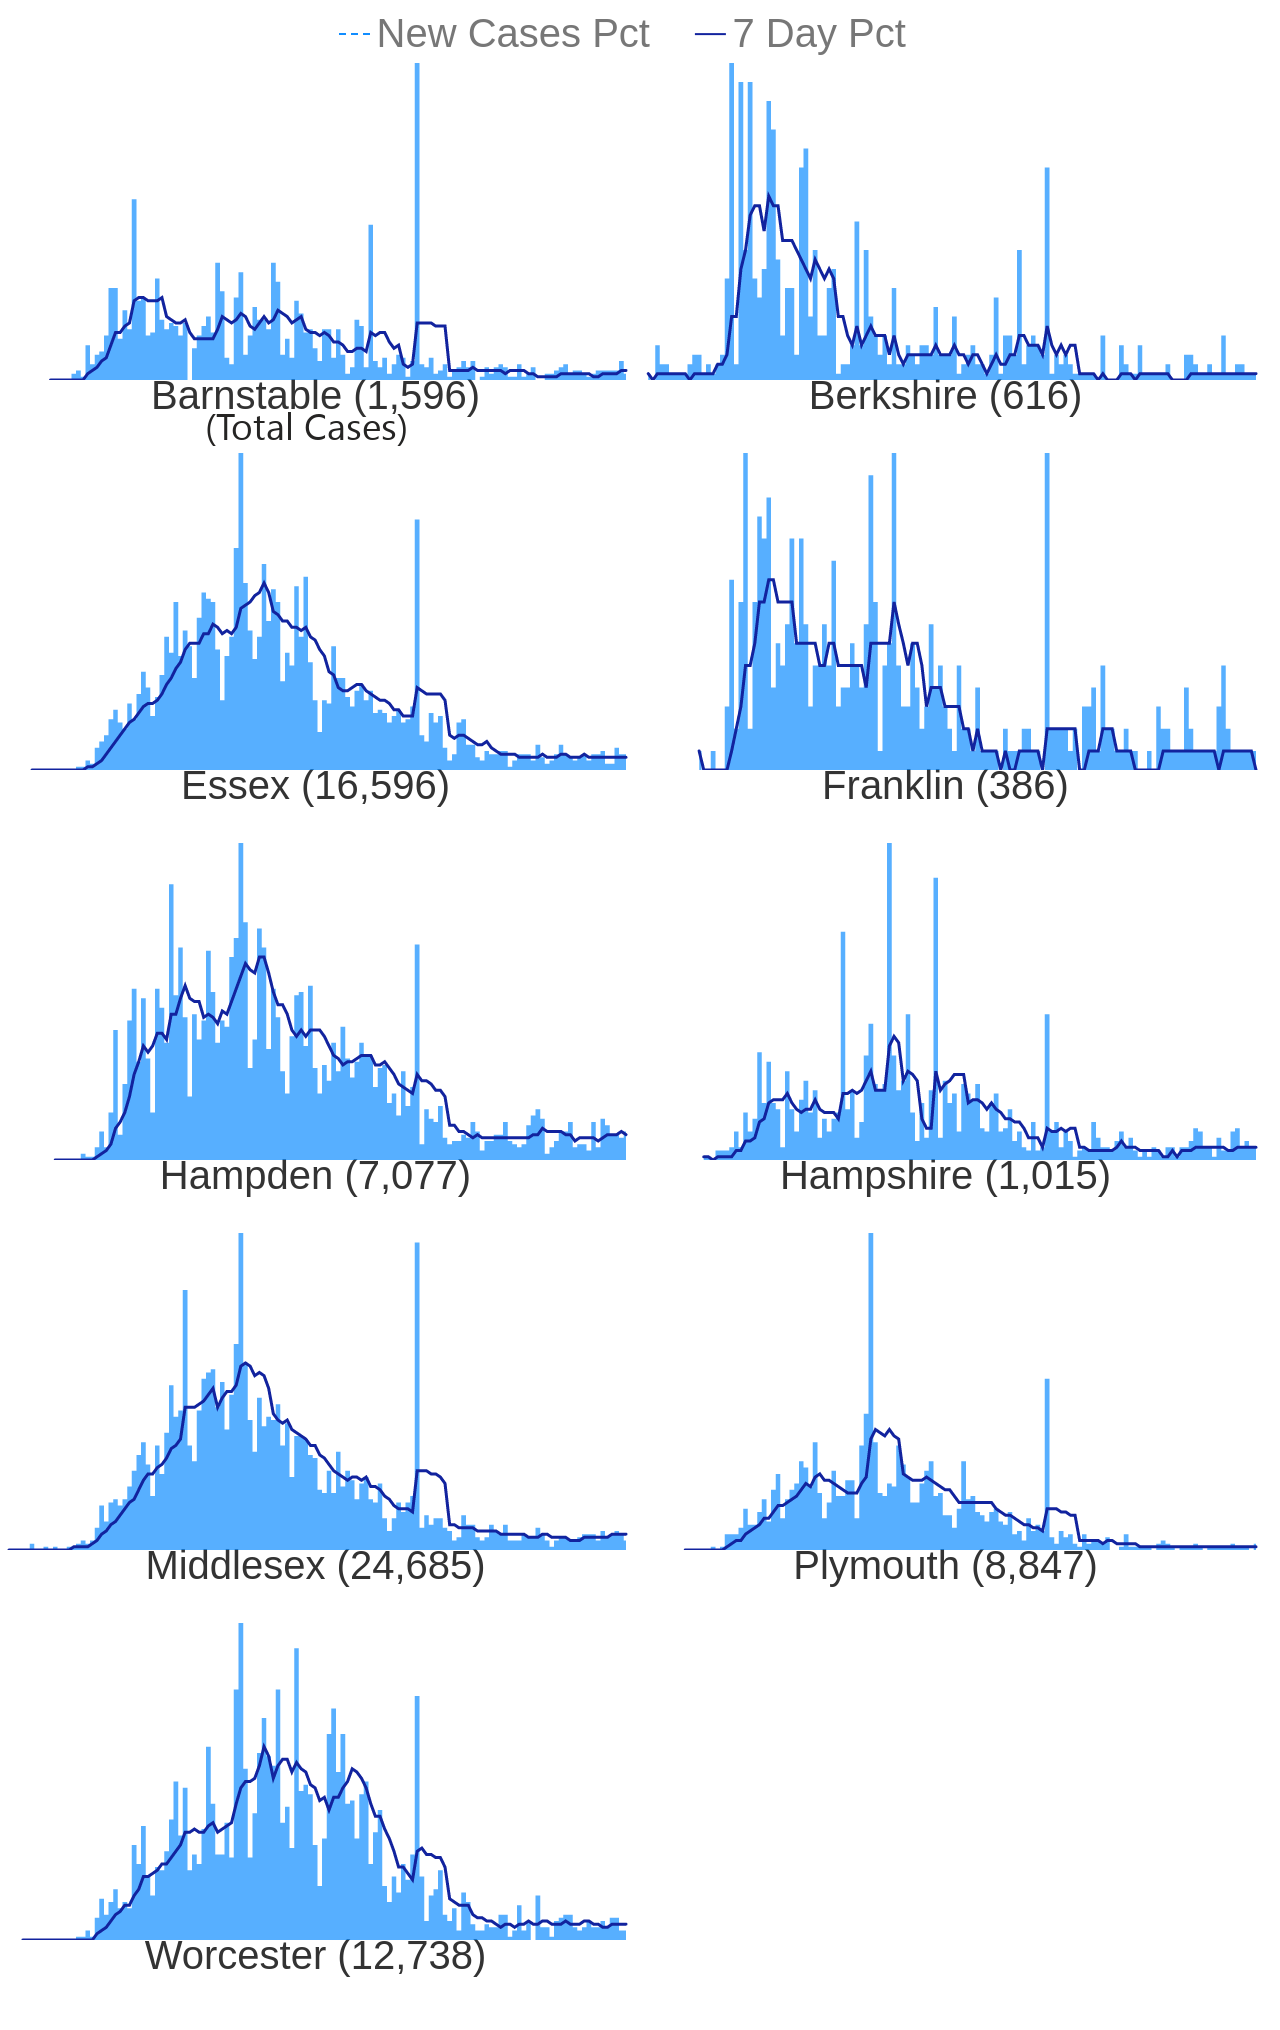 New Cases Pct 7 Day Pct
Barnstable (1,596) Berkshire (616)
(Total Cases)
Essex (16,596) Franklin (386)
Hampden (7,077) Hampshire (1,015)
Middlesex (24,685) Plymouth (8,847)
Worcester (12,738)